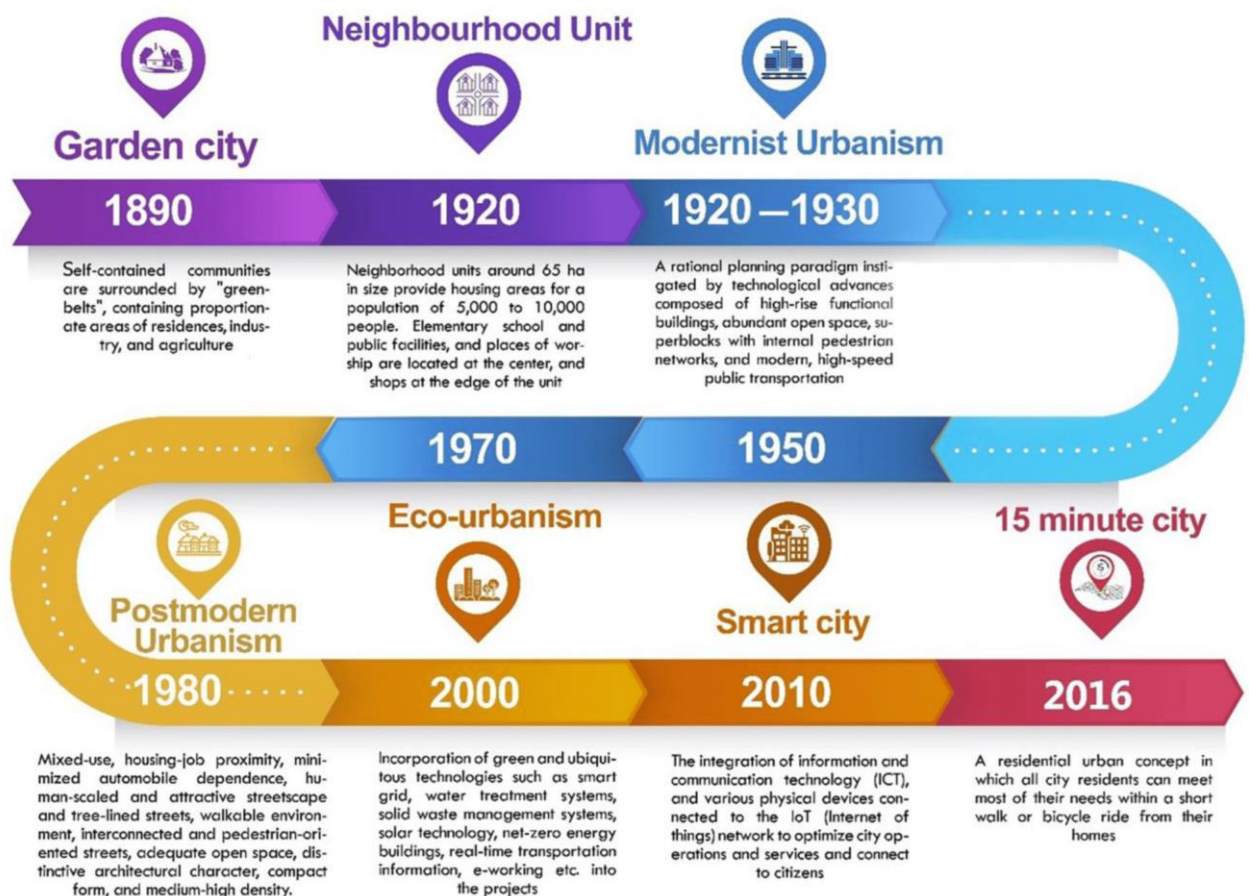 Garden city
Neighbourhood Unit
Modernist Urbanism
1890
1920
1920 – 1930
Self-contained communities
are surrounded by "green-
belts", containing proportion-
ate areas of residences, indus-
try, and agriculture
Neighborhood units around 65 ha
in size provide housing areas for a
population of 5,000 to 10,000
people. Elementary school and
public facilities, and places of wor-
ship are located at the center, and
shops at the edge of the unit
A rational planning paradigm insti-
gated by technological advances
composed of high-rise functional
buildings, abundant open space, su-
perblocks with internal pedestrian
networks, and modern, high-speed
public transportation
1950
1970
Postmodern
Urbanism
Eco-urbanism
Smart city
15 minute city
1980
2000
2010
2016
Mixed-use, housing-job proximity, mini-
mized automobile dependence, hu-
man-scaled and attractive streetscape
and tree-lined streets, walkable environ-
ment, interconnected and pedestrian-ori-
ented streets, adequate open space, dis-
tinctive architectural character, compact
form, and medium-high density.
Incorporation of green and ubiqui-
tous technologies such as smart
grid, water treatment systems,
solid waste management systems,
solar technology, net-zero energy
buildings, real-time transportation
information, e-working etc. into
the projects
The integration of information and
communication technology (ICT),
and various physical devices con-
nected to the IoT (Internet of
things) network to optimize city op-
erations and services and connect
to citizens
A residential urban concept in
which all city residents can meet
most of their needs within a short
walk or bicycle ride from their
homes